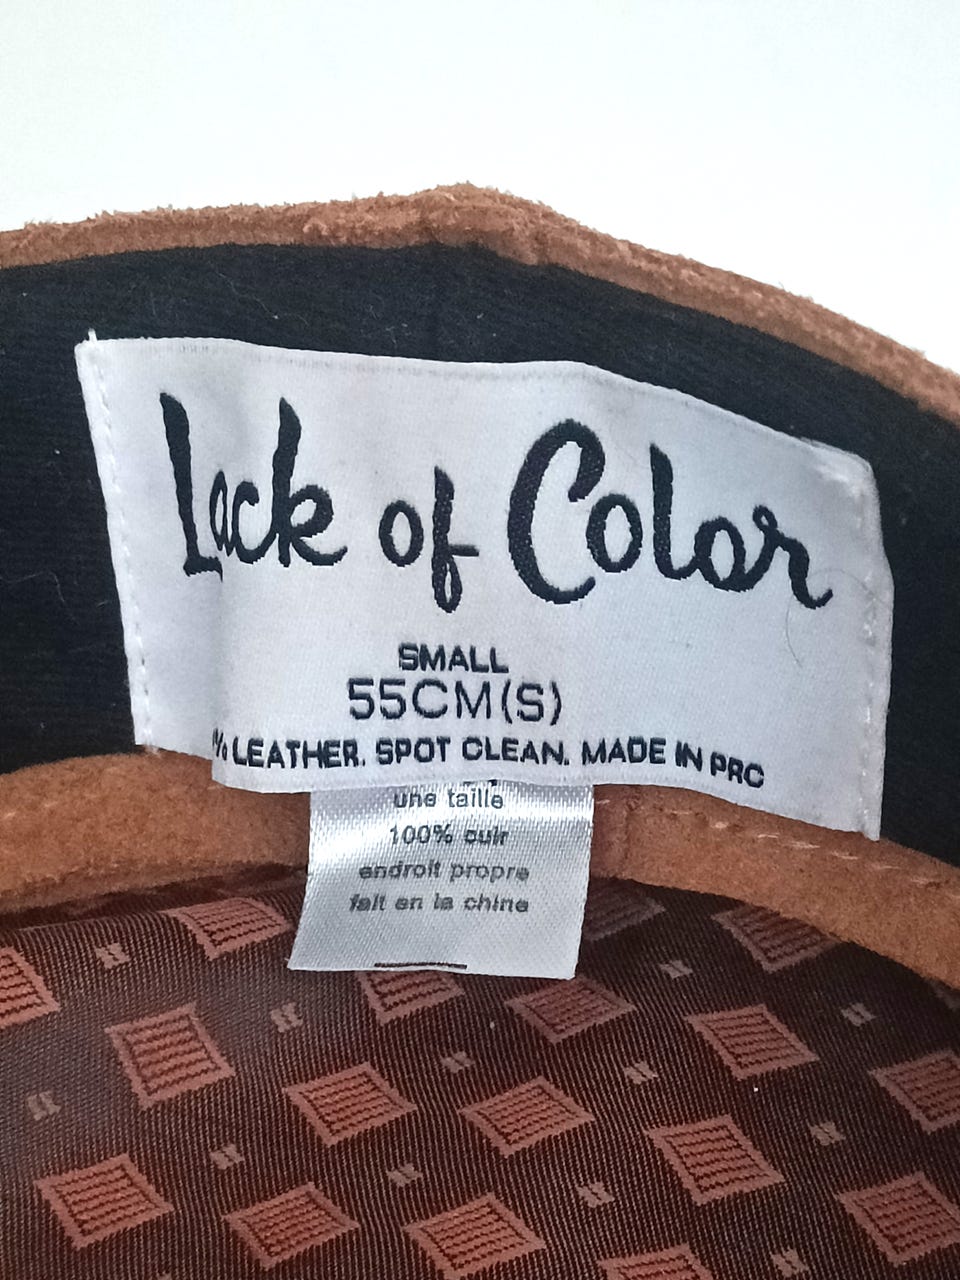 Lack of Color
SMALL
55CM(S)
% LEATHER. SPOT CLEAN. MADE IN PRC
une taille
100% cuir
endroit propre
fait en la chine